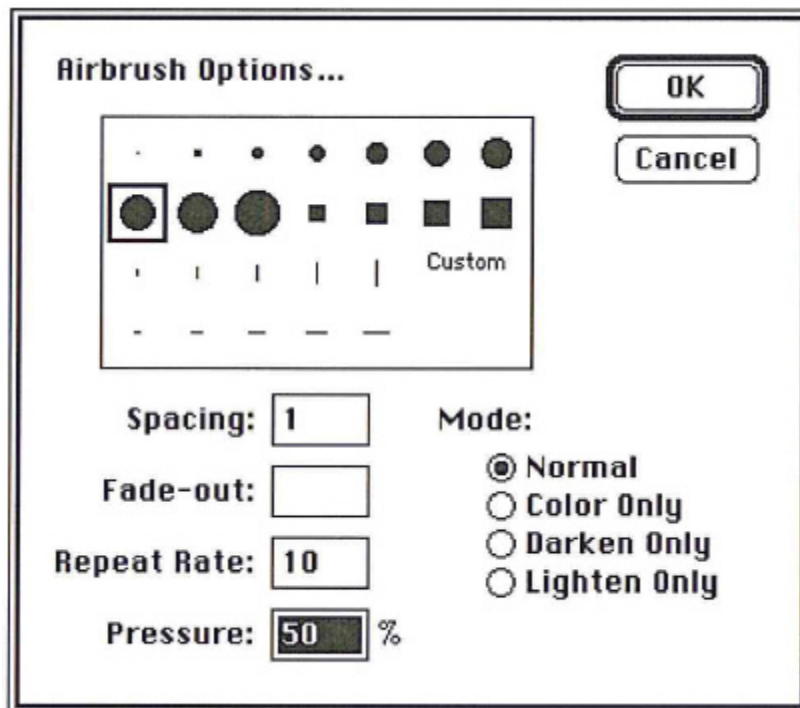 Airbrush Options...
OK
Cancel
Custom
Spacing: 1
Fade-out:
Repeat Rate: 10
Pressure: 50 %
Mode:
Normal
Color Only
Darken Only
Lighten Only